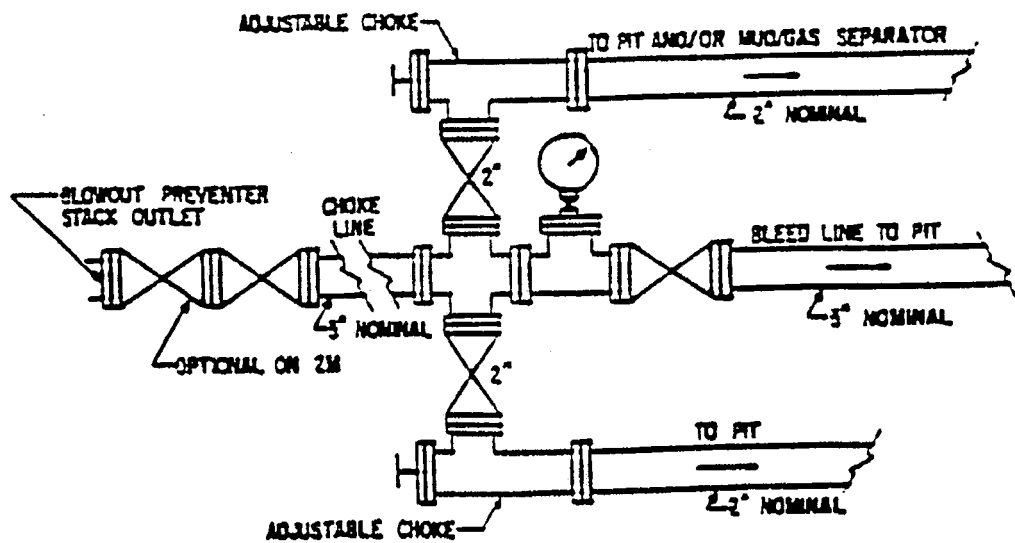 ADJUSTABLE CHOKE
TO PIT AND/OR MUD/GAS SEPARATOR
2" NOMINAL
2"
BLOWOUT PREVENTER
STACK OUTLET
CHOKE
LINE
BLEED LINE TO PIT
3" NOMINAL
3" NOMINAL
OPTIONAL ON 2M
2"
TO PIT
2" NOMINAL
ADJUSTABLE CHOKE